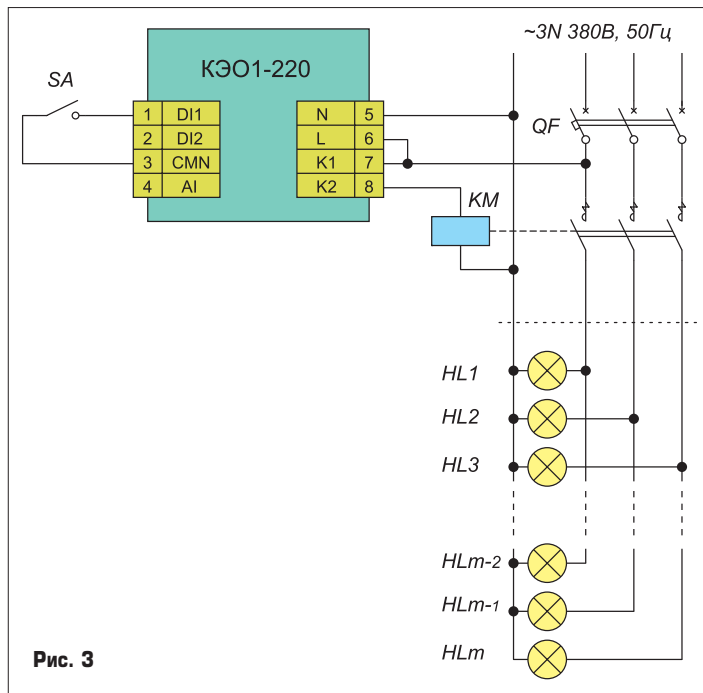 ~3N 380В, 50Гц
КЭО1-220
SA
1 DI1
2 DI2
3 CMN
4 AI
N 5
L 6
K1 7
K2 8
QF
KM
HL1
HL2
HL3
HLm-2
HLm-1
HLm
Рис. 3